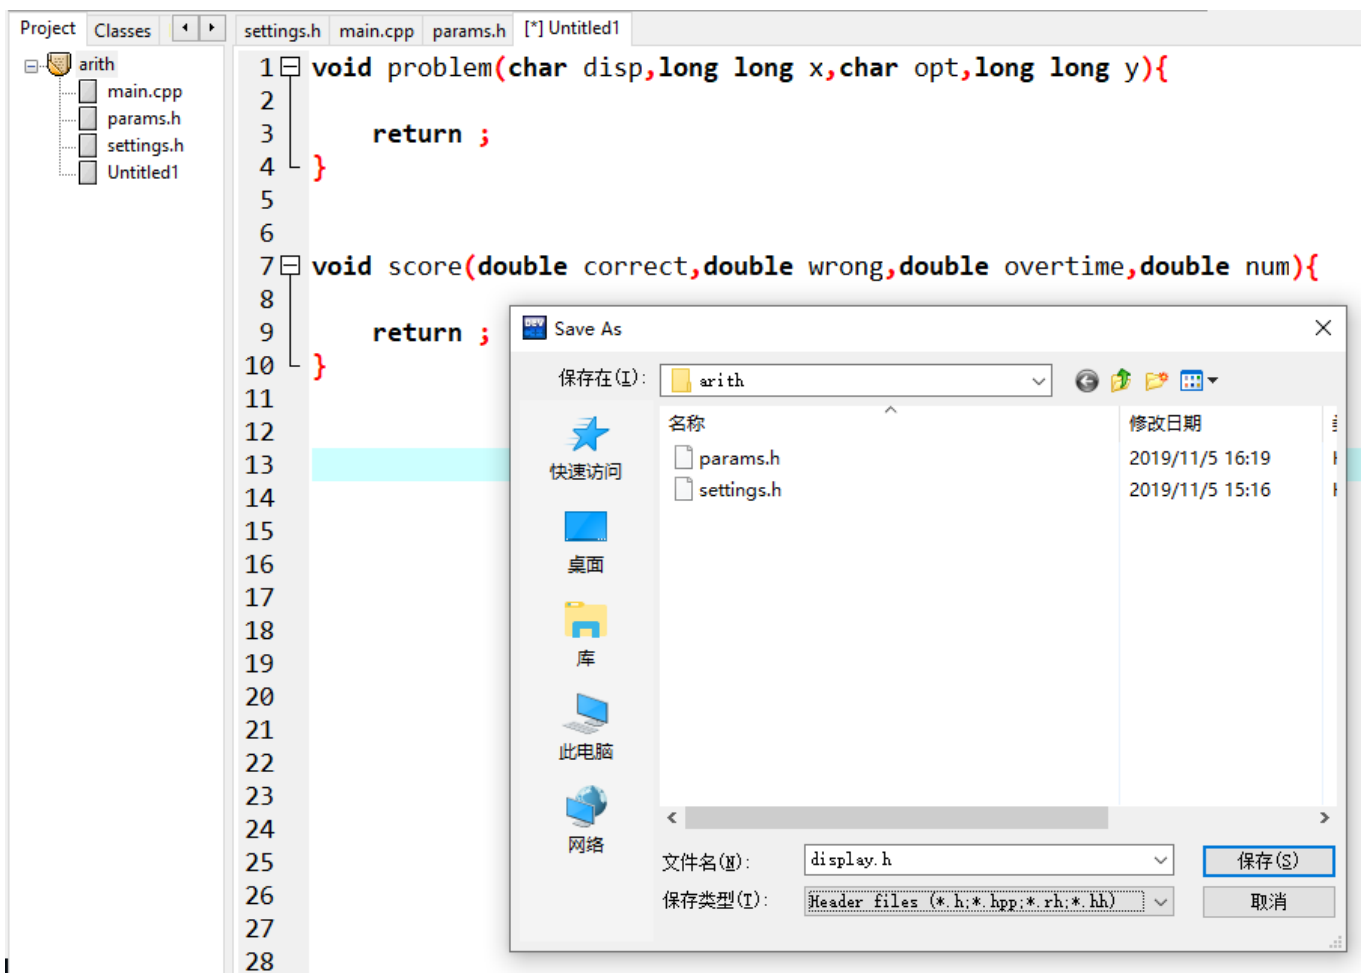 Project Classes
arith
main.cpp
params.h
settings.h
Untitled1
settings.h main.cpp params.h [*] Untitled1
1 void problem(char disp,long long x,char opt,long long y){
2
3 return ;
4 }
5
6
7 void score(double correct,double wrong,double overtime,double num){
8
9 return ;
10 }
11
12
13
14
15
16
17
18
19
20
21
22
23
24
25
26
27
28
DEV
Save As
保存在(I): arith
快速访问
桌面
库
此电脑
网络
名称 修改日期
params.h 2019/11/5 16:19
settings.h 2019/11/5 15:16
文件名(N): display.h 保存(S)
保存类型(T): Header files (*.h;*.hpp;*.rh;*.hh) 取消